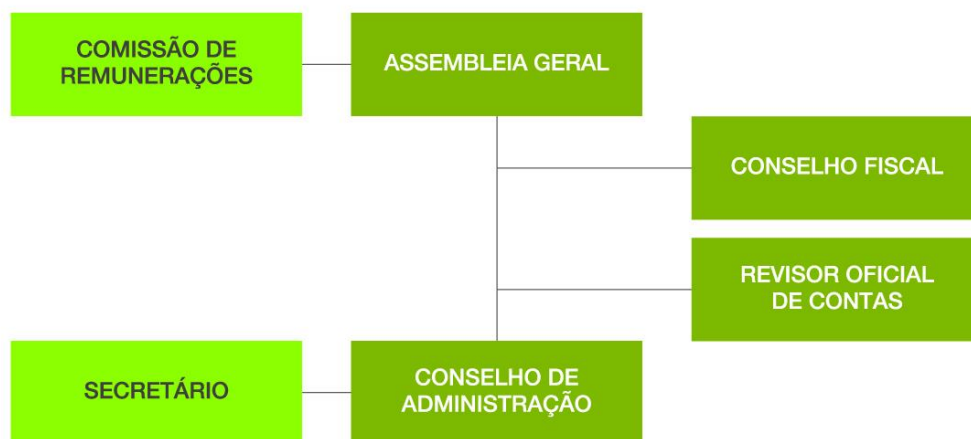 COMISSÃO DE
REMUNERAÇÕES
ASSEMBLEIA GERAL
CONSELHO FISCAL
REVISOR OFICIAL
DE CONTAS
SECRETÁRIO
CONSELHO DE
ADMINISTRAÇÃO